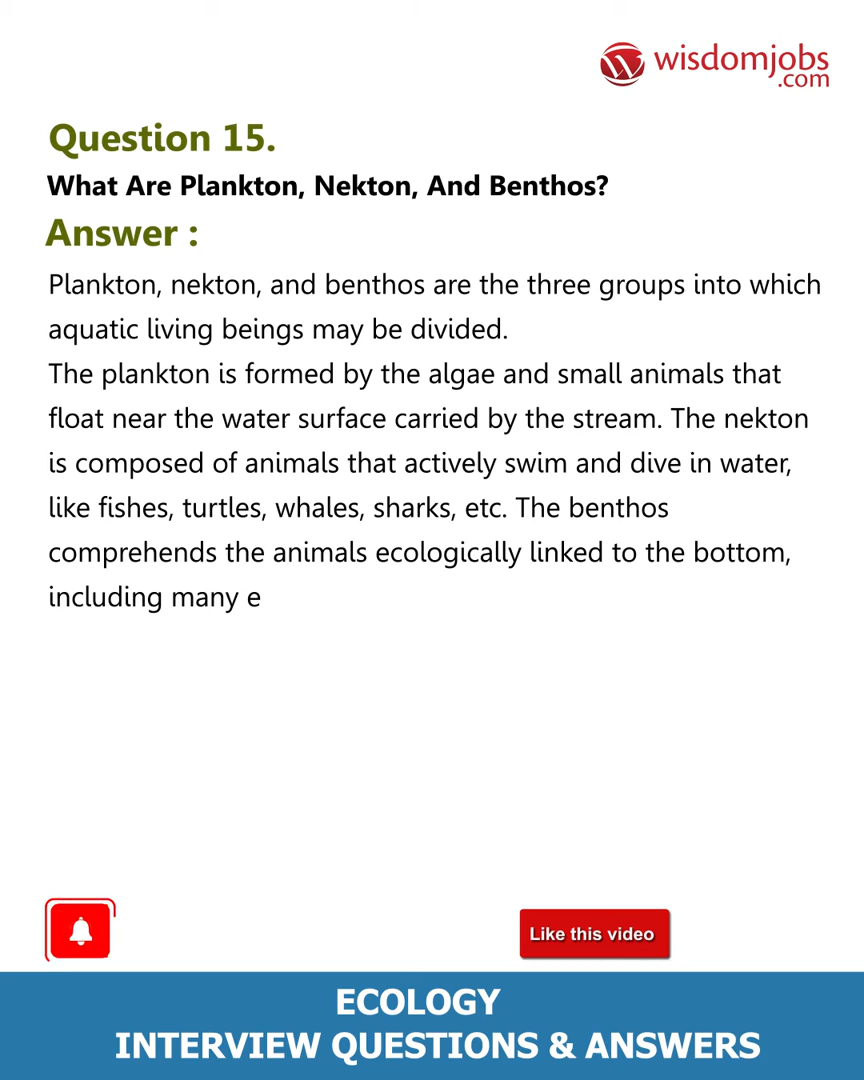 wisdomjobs
.com
Question 15.
What Are Plankton, Nekton, And Benthos?
Answer :
Plankton, nekton, and benthos are the three groups into which
aquatic living beings may be divided.
The plankton is formed by the algae and small animals that
float near the water surface carried by the stream. The nekton
is composed of animals that actively swim and dive in water,
like fishes, turtles, whales, sharks, etc. The benthos
comprehends the animals ecologically linked to the bottom,
including many e
Like this video
ECOLOGY
INTERVIEW QUESTIONS & ANSWERS